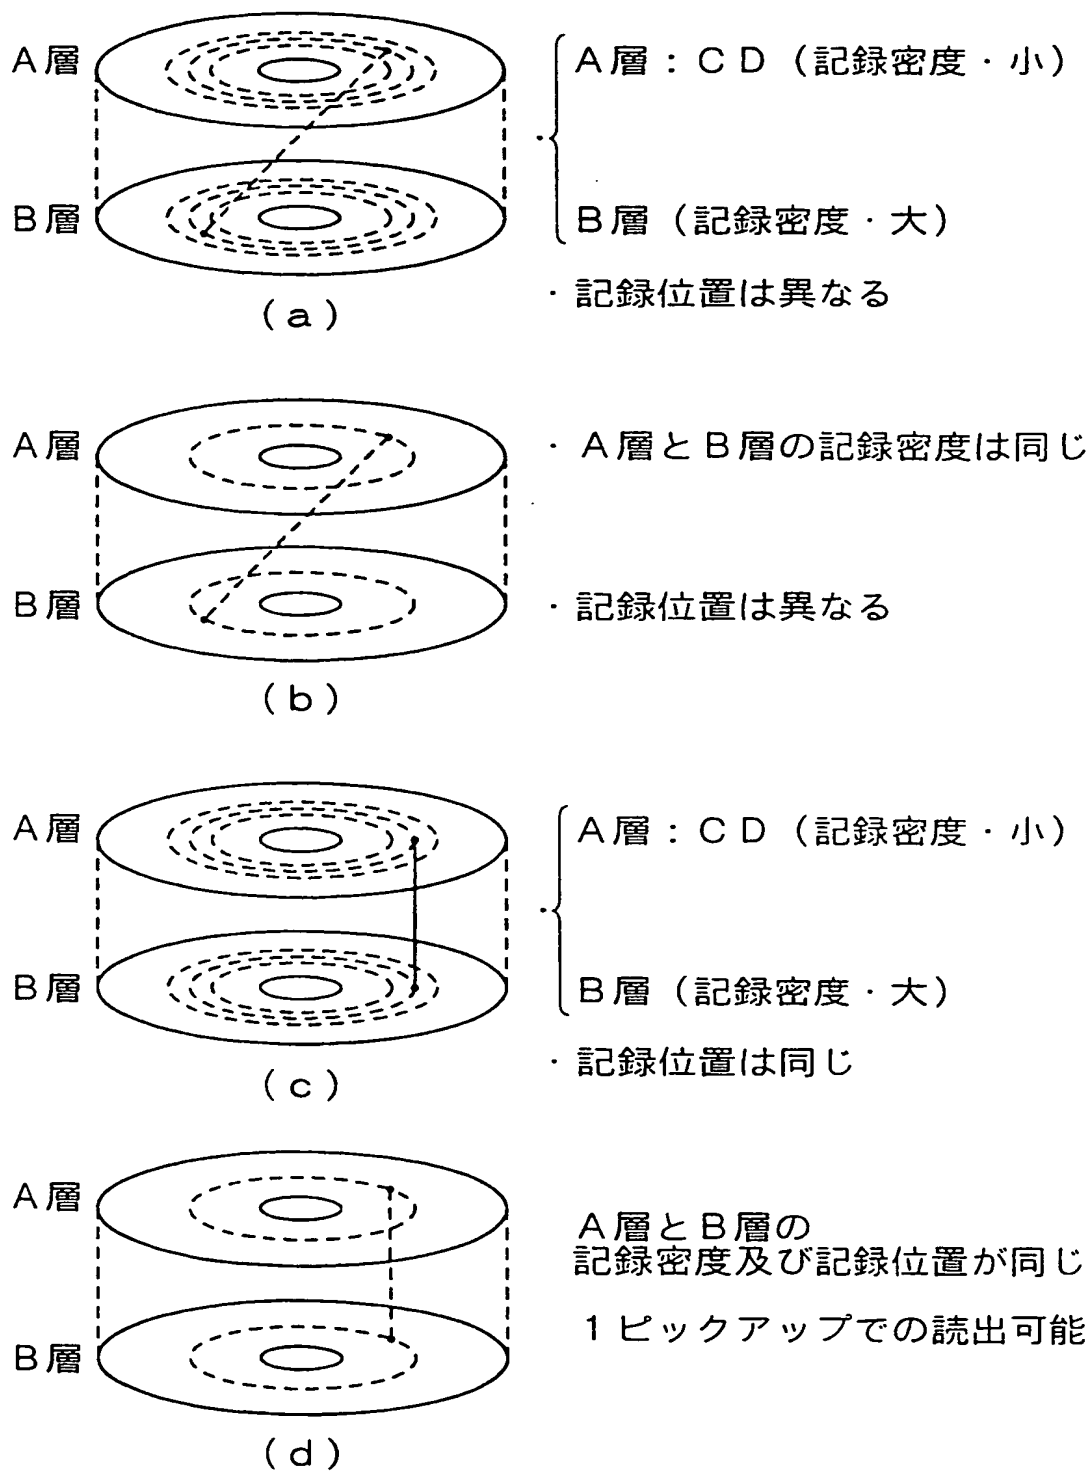 A層
A層：CD（記録密度・小）
B層
B層（記録密度・大）
・記録位置は異なる
（a）
A層
・A層とB層の記録密度は同じ
B層
・記録位置は異なる
（b）
A層
A層：CD（記録密度・小）
B層
B層（記録密度・大）
・記録位置は同じ
（c）
A層
A層とB層の
記録密度及び記録位置が同じ
1ピックアップでの読出可能
B層
（d）